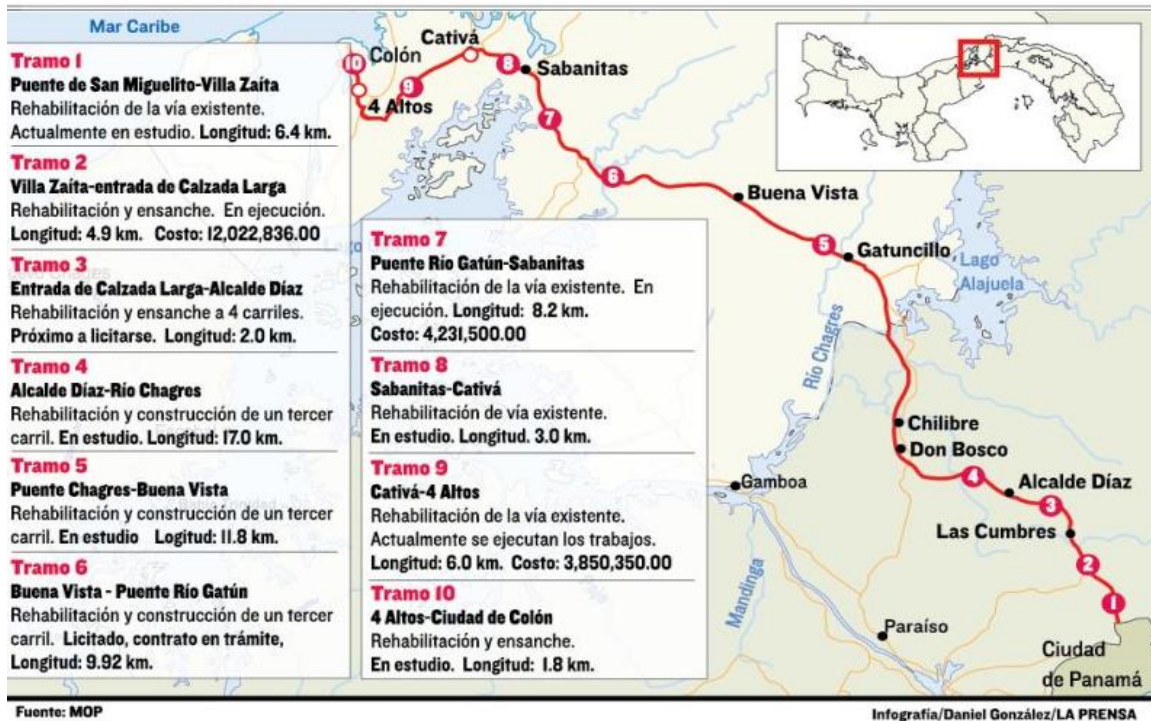 Mar Caribe
Tramo 1
Puente de San Miguelito-Villa Zaíta
Rehabilitación de la vía existente.
Actualmente en estudio. Longitud: 6.4 km.
Tramo 2
Villa Zaíta-entrada de Calzada Larga
Rehabilitación y ensanche. En ejecución.
Longitud: 4.9 km. Costo: 12,022,836.00
Tramo 3
Entrada de Calzada Larga-Alcalde Díaz
Rehabilitación y ensanche a 4 carriles.
Próximo a licitarse. Longitud: 2.0 km.
Tramo 4
Alcalde Díaz-Río Chagres
Rehabilitación y construcción de un tercer
carril. En estudio. Longitud: 17.0 km.
Tramo 5
Puente Chagres-Buena Vista
Rehabilitación y construcción de un tercer
carril. En estudio Logitud: 11.8 km.
Tramo 6
Buena Vista - Puente Río Gatún
Rehabilitación y construcción de un tercer
carril. Licitado, contrato en trámite,
Longitud: 9.92 km.
Tramo 7
Puente Río Gatún-Sabanitas
Rehabilitación de la vía existente. En
ejecución. Longitud: 8.2 km.
Costo: 4,231,500.00
Tramo 8
Sabanitas-Cativá
Rehabilitación de vía existente.
En estudio. Longitud. 3.0 km.
Tramo 9
Cativá-4 Altos
Rehabilitación de la vía existente.
Actualmente se ejecutan los trabajos.
Longitud: 6.0 km. Costo: 3,850,350.00
Tramo 10
4 Altos-Ciudad de Colón
Rehabilitación y ensanche.
En estudio. Longitud: 1.8 km.
10
Colón
4 Altos
9
Cativá
8
Sabanitas
7
6
Buena Vista
5
Gatuncillo
Lago
Alajuela
Río Chagres
Chilibre
Don Bosco
4
Alcalde Díaz
3
Las Cumbres
2
1
Gamboa
Mandinga
Paraíso
Ciudad
de Panamá
Fuente: MOP
Infografía/Daniel González/LA PRENSA